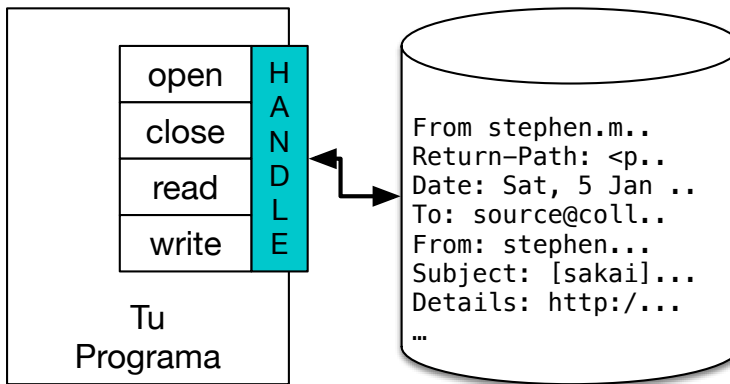 open
close
read
write
HANDLE
Tu
Programa
From stephen.m..
Return-Path: <p..
Date: Sat, 5 Jan ..
To: source@coll..
From: stephen...
Subject: [sakai]...
Details: http:/...
…